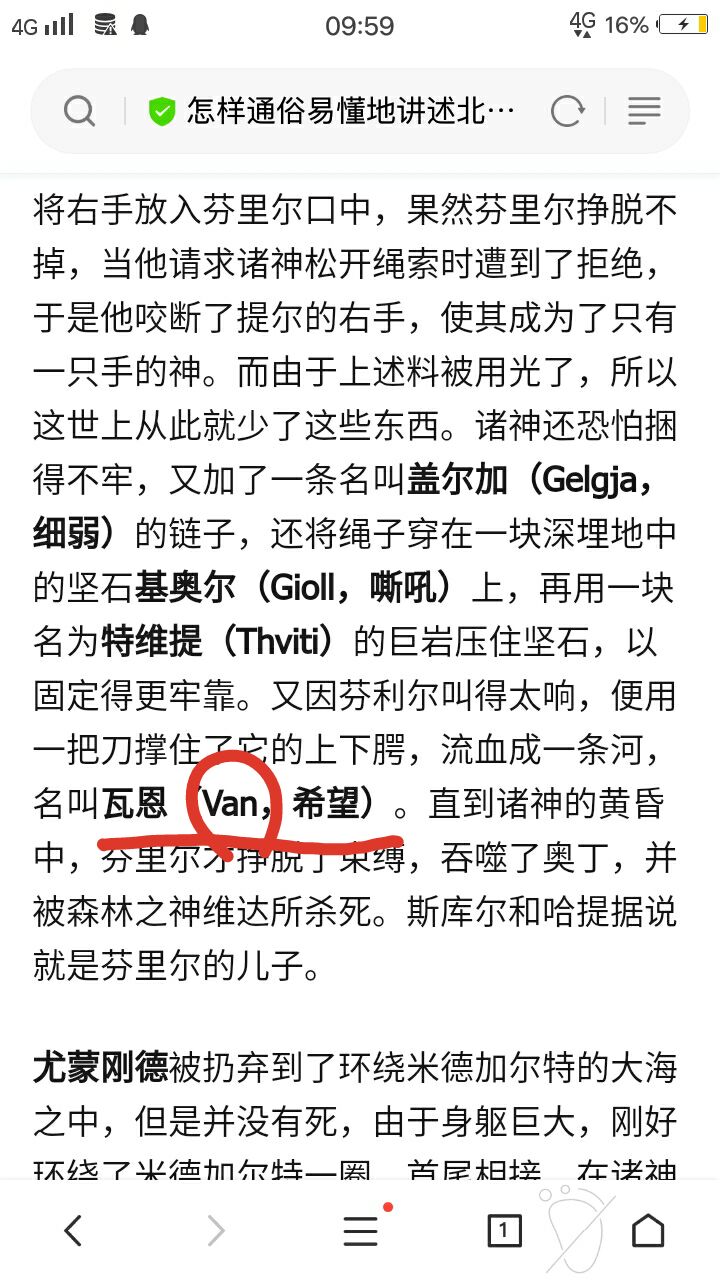 4G 09:59 4G 16%
怎样通俗易懂地讲述北…
将右手放入芬里尔口中，果然芬里尔挣脱不
掉，当他请求诸神松开绳索时遭到了拒绝，
于是他咬断了提尔的右手，使其成为了只有
一只手的神。而由于上述料被用光了，所以
这世上从此就少了这些东西。诸神还恐怕捆
得不牢，又加了一条名叫盖尔加（Gelgja，
细弱）的链子，还将绳子穿在一块深埋地中
的坚石基奥尔（Gioll，嘶吼）上，再用一块
名为特维提（Thviti）的巨岩压住坚石，以
固定得更牢靠。又因芬利尔叫得太响，便用
一把刀撑住了它的上下腭，流血成一条河，
名叫瓦恩（Van，希望）。直到诸神的黄昏
中，芬里尔才挣脱了束缚，吞噬了奥丁，并
被森林之神维达所杀死。斯库尔和哈提据说
就是芬里尔的儿子。
尤蒙刚德被扔弃到了环绕米德加尔特的大海
之中，但是并没有死，由于身躯巨大，刚好
环绕了米德加尔特一圈，首尾相接。在诸神
1